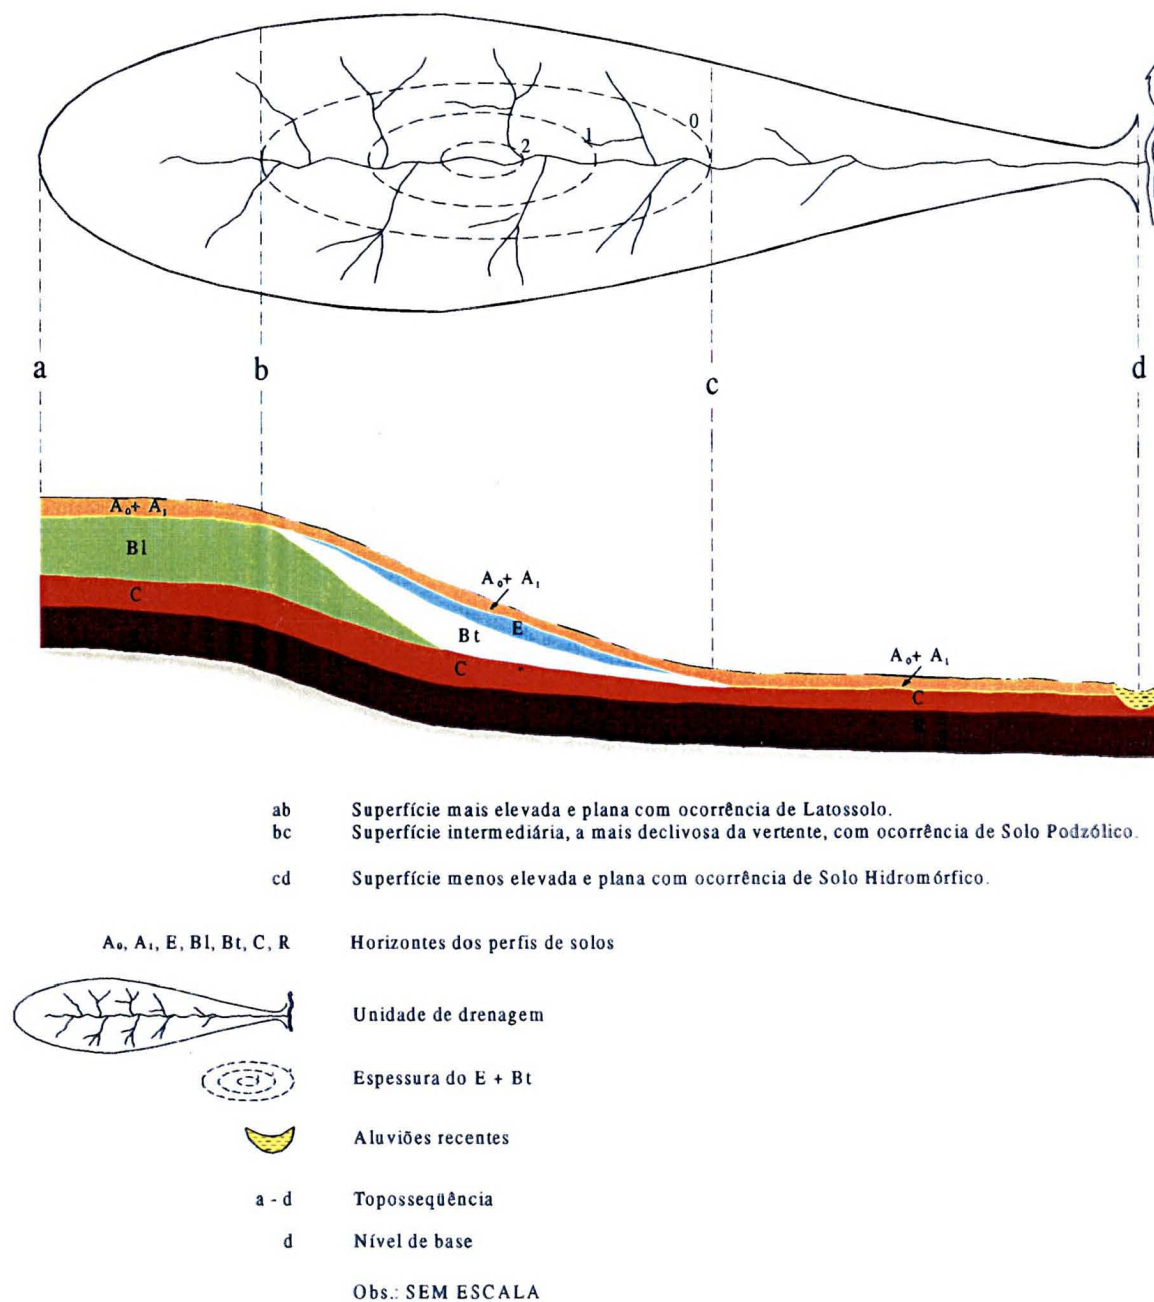 0
1
2
a b c d
A₀+ A₁
Bl
C
A₀+ A₁
E
Bt
C
A₀+ A₁
C
ab Superfície mais elevada e plana com ocorrência de Latossolo.
bc Superfície intermediária, a mais declivosa da vertente, com ocorrência de Solo Podzólico.
cd Superfície menos elevada e plana com ocorrência de Solo Hidromórfico.
A₀, A₁, E, Bl, Bt, C, R Horizontes dos perfis de solos
Unidade de drenagem
Espessura do E + Bt
Aluviões recentes
a - d Toposseqüência
d Nível de base
Obs.: SEM ESCALA